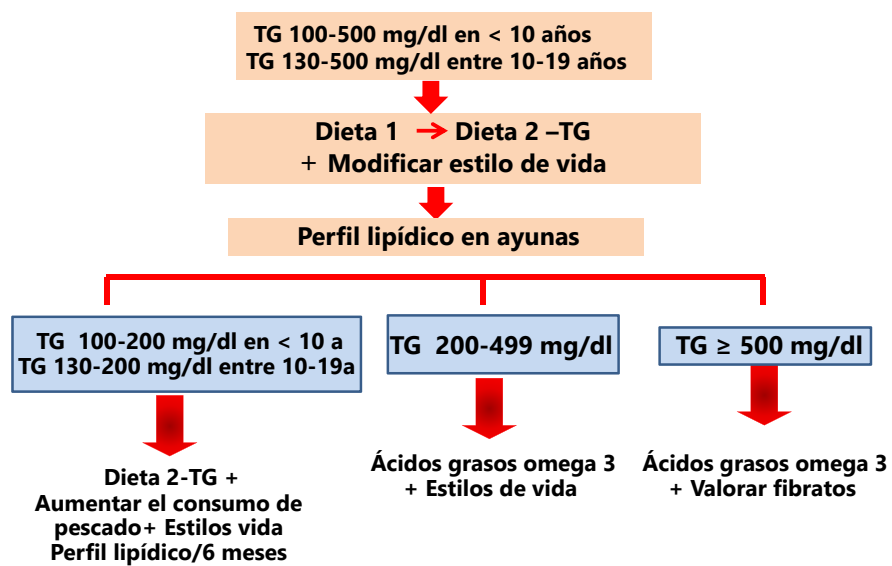 TG 100-500 mg/dl en < 10 años
TG 130-500 mg/dl entre 10-19 años
Dieta 1 → Dieta 2 –TG
+ Modificar estilo de vida
Perfil lipídico en ayunas
TG 100-200 mg/dl en < 10 a
TG 130-200 mg/dl entre 10-19a
TG 200-499 mg/dl
TG ≥ 500 mg/dl
Dieta 2-TG +
Aumentar el consumo de
pescado+ Estilos vida
Perfil lipídico/6 meses
Ácidos grasos omega 3
+ Estilos de vida
Ácidos grasos omega 3
+ Valorar fibratos